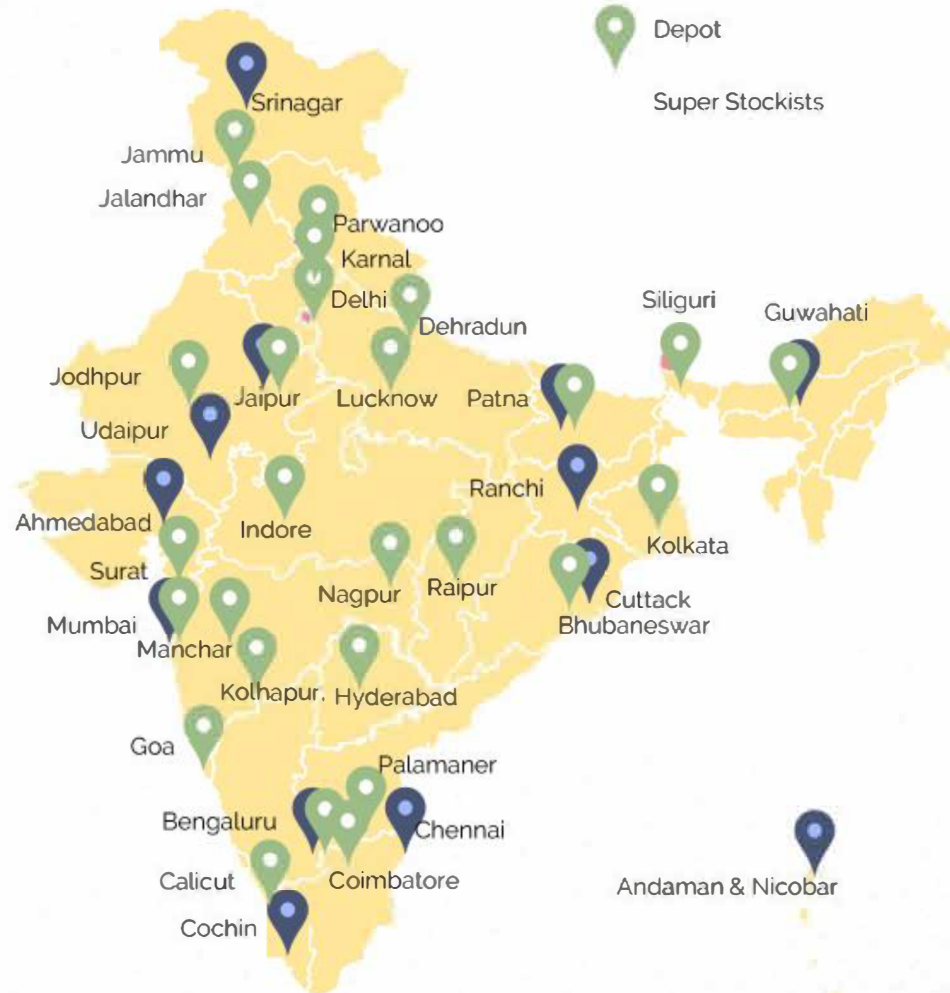 Depot
Super Stockists
Srinagar
Jammu
Jalandhar
Parwanoo
Karnal
Delhi
Siliguri
Guwahati
Dehradun
Jodhpur
Jaipur
Lucknow
Patna
Udaipur
Ranchi
Ahmedabad
Indore
Kolkata
Surat
Nagpur
Raipur
Cuttack
Mumbai
Bhubaneswar
Manchar
Kolhapur.
Hyderabad
Goa
Palamaner
Bengaluru
Chennai
Calicut
Coimbatore
Andaman & Nicobar
Cochin